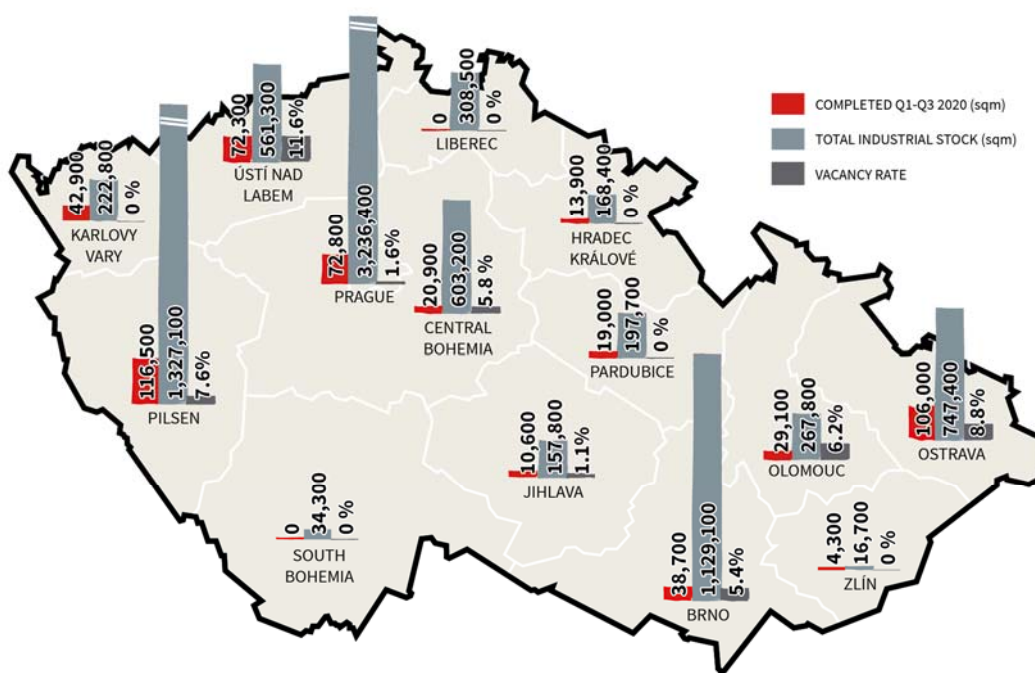 COMPLETED Q1-Q3 2020 (sqm)
TOTAL INDUSTRIAL STOCK (sqm)
VACANCY RATE
0
308,500
0 %
LIBEREC
72,300
561,300
11.6%
ÚSTÍ NAD
LABEM
42,900
222,800
0 %
KARLOVY
VARY
13,900
168,400
0 %
HRADEC
KRÁLOVÉ
72,800
3,236,400
1.6%
PRAGUE
20,900
603,200
5.8 %
CENTRAL
BOHEMIA
19,000
197,700
0 %
PARDUBICE
116,500
1,327,100
7.6%
PILSEN
106,000
747,400
8.8%
OSTRAVA
29,100
267,800
6.2%
OLOMOUC
10,600
157,800
1.1%
JIHLAVA
0
34,300
0 %
SOUTH
BOHEMIA
38,700
1,129,100
5.4%
BRNO
4,300
16,700
0 %
ZLÍN